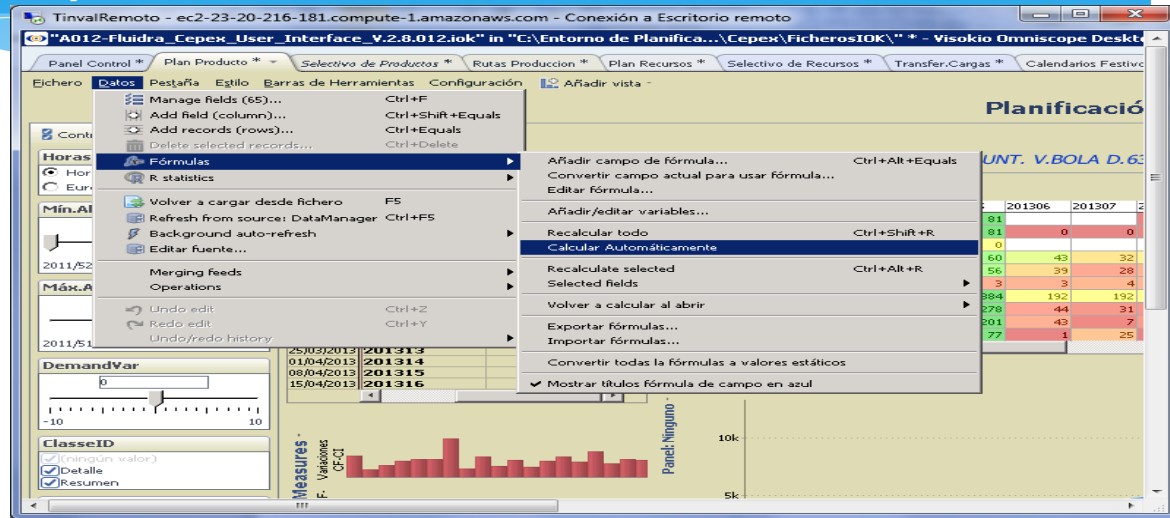 TinvalRemoto - ec2-23-20-216-181.compute-1.amazonaws.com - Conexión a Escritorio remoto
"A012-Fluidra_Cepex_User_Interface_V.2.8.012.iok" in "C:\Entorno de Planifica...\Cepex\FicherosIOK\" * - Visokio Omniscope Deskt
Panel Control * Plan Producto * Selectivo de Productos * Rutas Produccion * Plan Recursos * Selectivo de Recursos * Transfer.Cargas * Calendarios Festivo
Fichero Datos Pestaña Estilo Barras de Herramientas Configuración Añadir vista
Manage fields (65)... Ctrl+F
Planificació
Add field (column)... Ctrl+Shift+Equals
Add records (rows)... Ctrl+Equals
Delete selected records... Ctrl+Delete
Fórmulas
R statistics
Volver a cargar desde fichero F5
Refresh from source: DataManager Ctrl+F5
Background auto-refresh
Editar fuente...
Merging feeds
Operations
Undo edit Ctrl+Z
Redo edit Ctrl+Y
Undo/redo history
Añadir campo de fórmula... Ctrl+Alt+Equals
Convertir campo actual para usar fórmula...
Editar fórmula...
Añadir/editar variables...
Recalcular todo Ctrl+Shift+R
Calcular Automáticamente
Recalculate selected Ctrl+Alt+R
Selected fields
Volver a calcular al abrir
Exportar fórmulas...
Importar fórmulas...
Convertir todas la fórmulas a valores estáticos
Mostrar títulos fórmula de campo en azul
UNT. V.BOLA D.63
201306 201307
81
81 0 0
0
60 43 32
56 39 28
3 3 4
384 192 192
278 44 31
201 43 7
77 1 25
Conti
Horas
Hor
Eur
Mín.Al
2011/52
Máx.A
2011/51
25/03/2013 201313
01/04/2013 201314
08/04/2013 201315
15/04/2013 201316
DemandVar
0
-10 10
ClasseID
(ningún valor)
Detalle
Resumen
Measures -
Variaciones
CF-CI
F-
Panel: Ninguno -
10k
5k